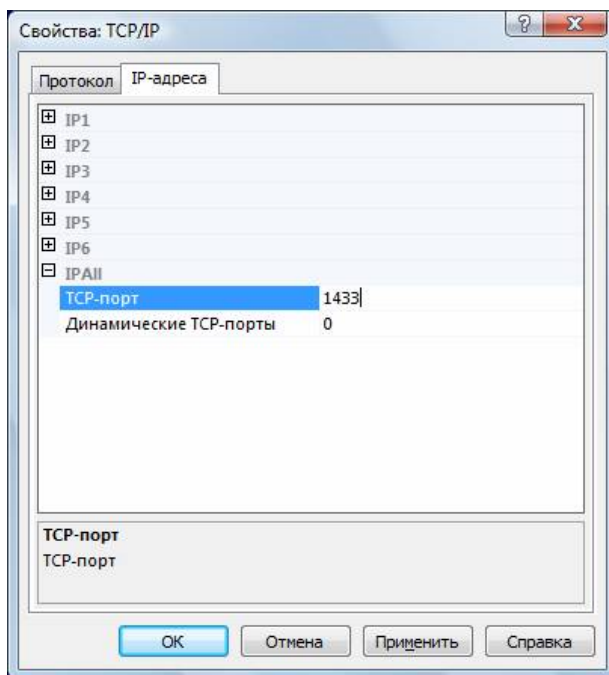 Свойства: TCP/IP
Протокол IP-адреса
IP1
IP2
IP3
IP4
IP5
IP6
IPAll
TCP-порт 1433
Динамические TCP-порты 0
TCP-порт
TCP-порт
OK Отмена Применить Справка